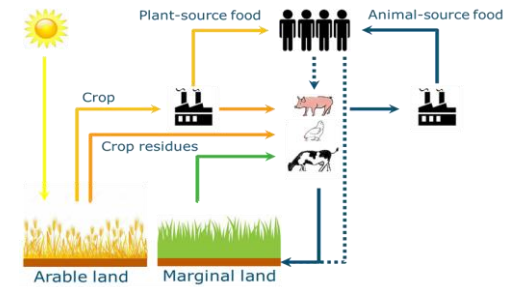 Plant-source food
Animal-source food
Crop
Crop residues
Arable land
Marginal land